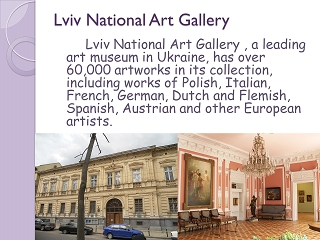 Lviv National Art Gallery
Lviv National Art Gallery , a leading
art museum in Ukraine, has over
60,000 artworks in its collection,
including works of Polish, Italian,
French, German, Dutch and Flemish,
Spanish, Austrian and other European
artists.